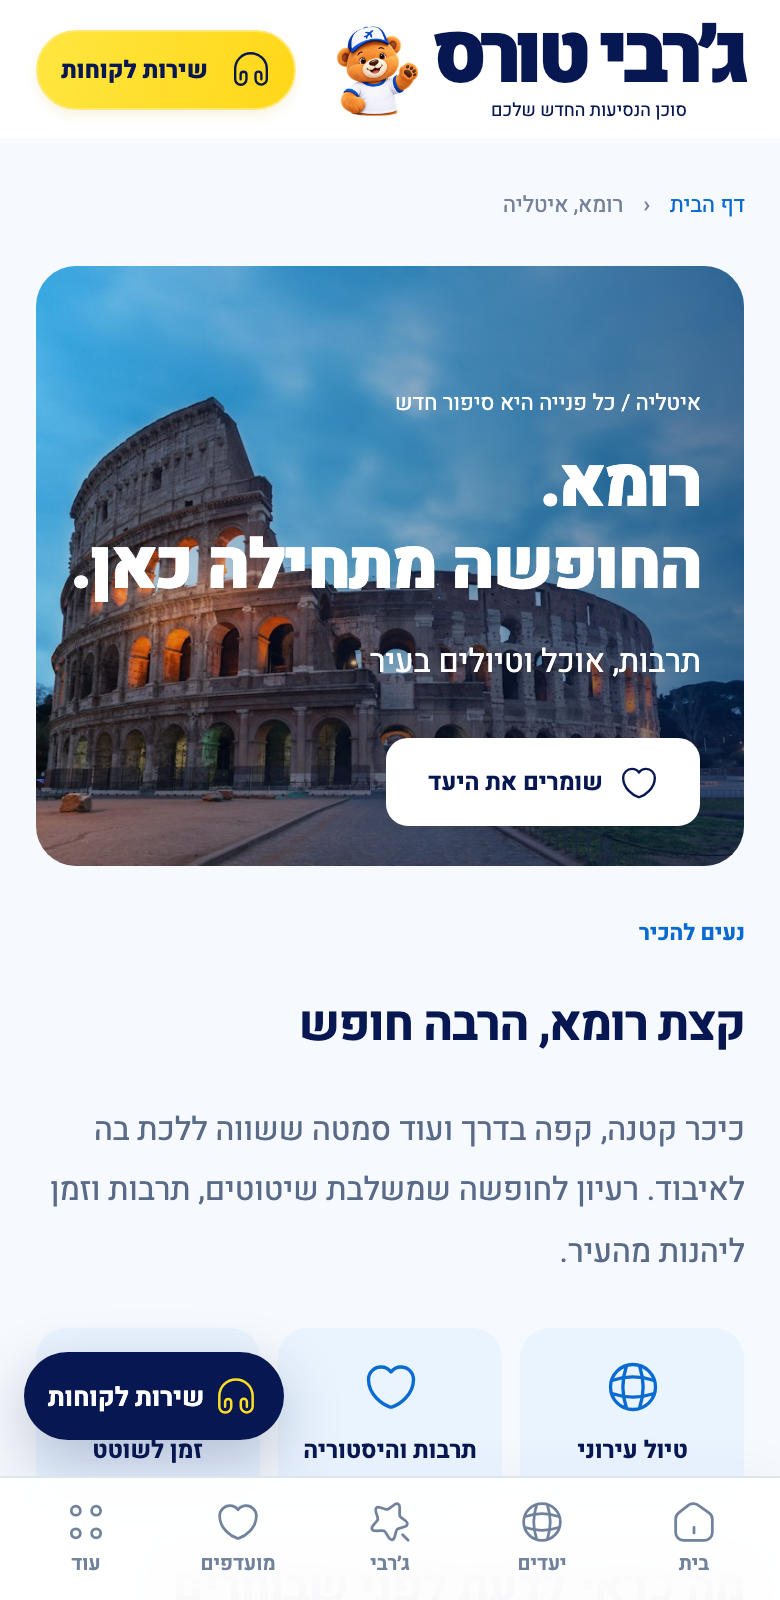 ג'רבי טורס
סוכן הנסיעות החדש שלכם
שירות לקוחות
דף הבית › רומא, איטליה
איטליה / כל פנייה היא סיפור חדש
רומא.
החופשה מתחילה כאן.
תרבות, אוכל וטיולים בעיר
שומרים את היעד
נעים להכיר
קצת רומא, הרבה חופש
כיכר קטנה, קפה בדרך ועוד סמטה ששווה ללכת בה
לאיבוד. רעיון לחופשה שמשלבת שיטוטים, תרבות וזמן
ליהנות מהעיר.
טיול עירוני
תרבות והיסטוריה
זמן לשוטט
שירות לקוחות
בית
יעדים
ג'רבי
מועדפים
עוד